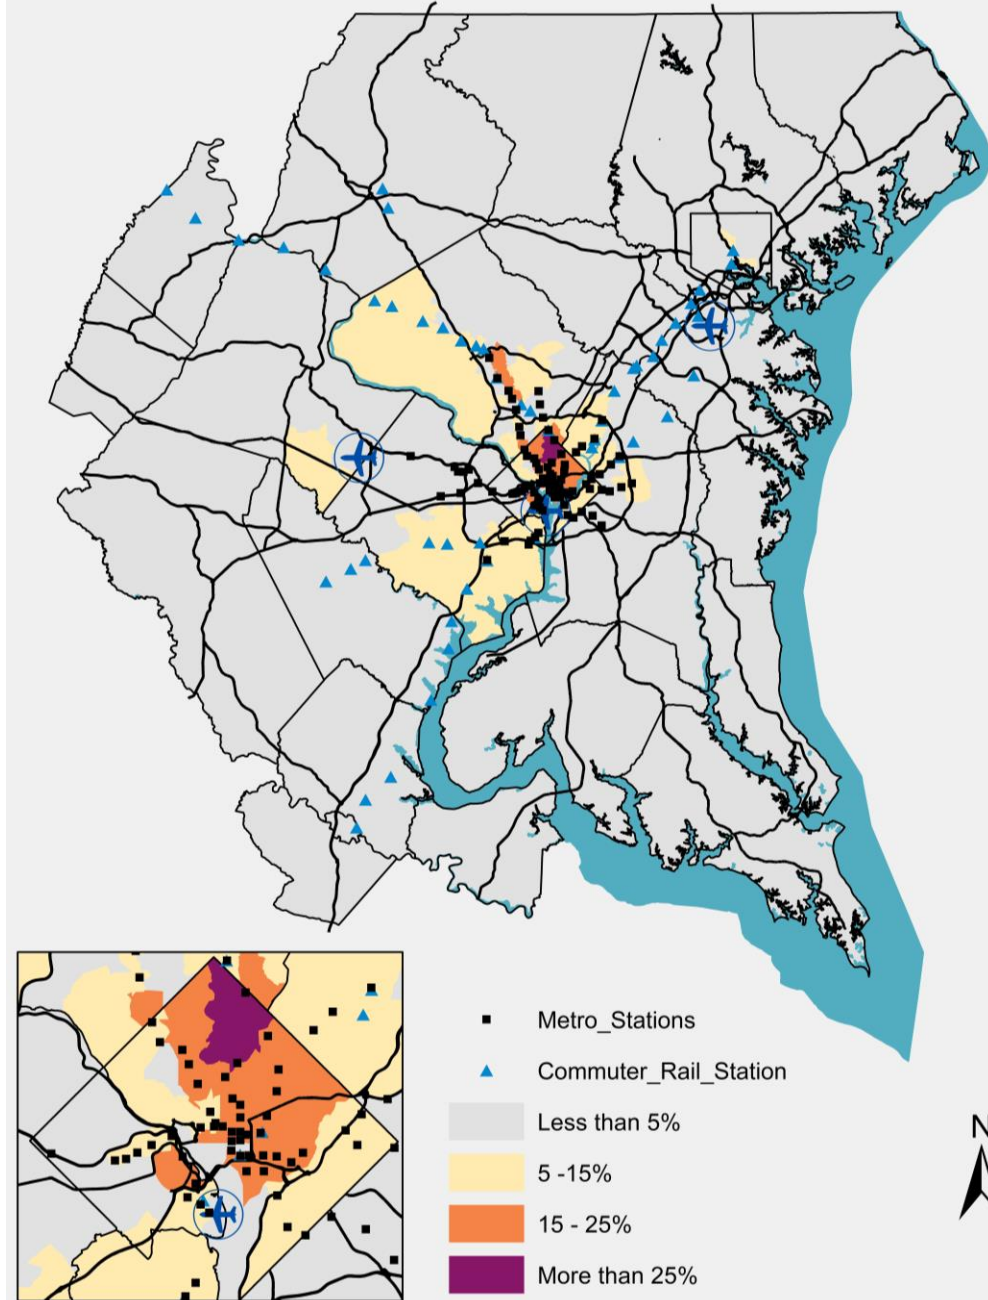 Metro_Stations
Commuter_Rail_Station
Less than 5%
5 -15%
15 - 25%
More than 25%
N